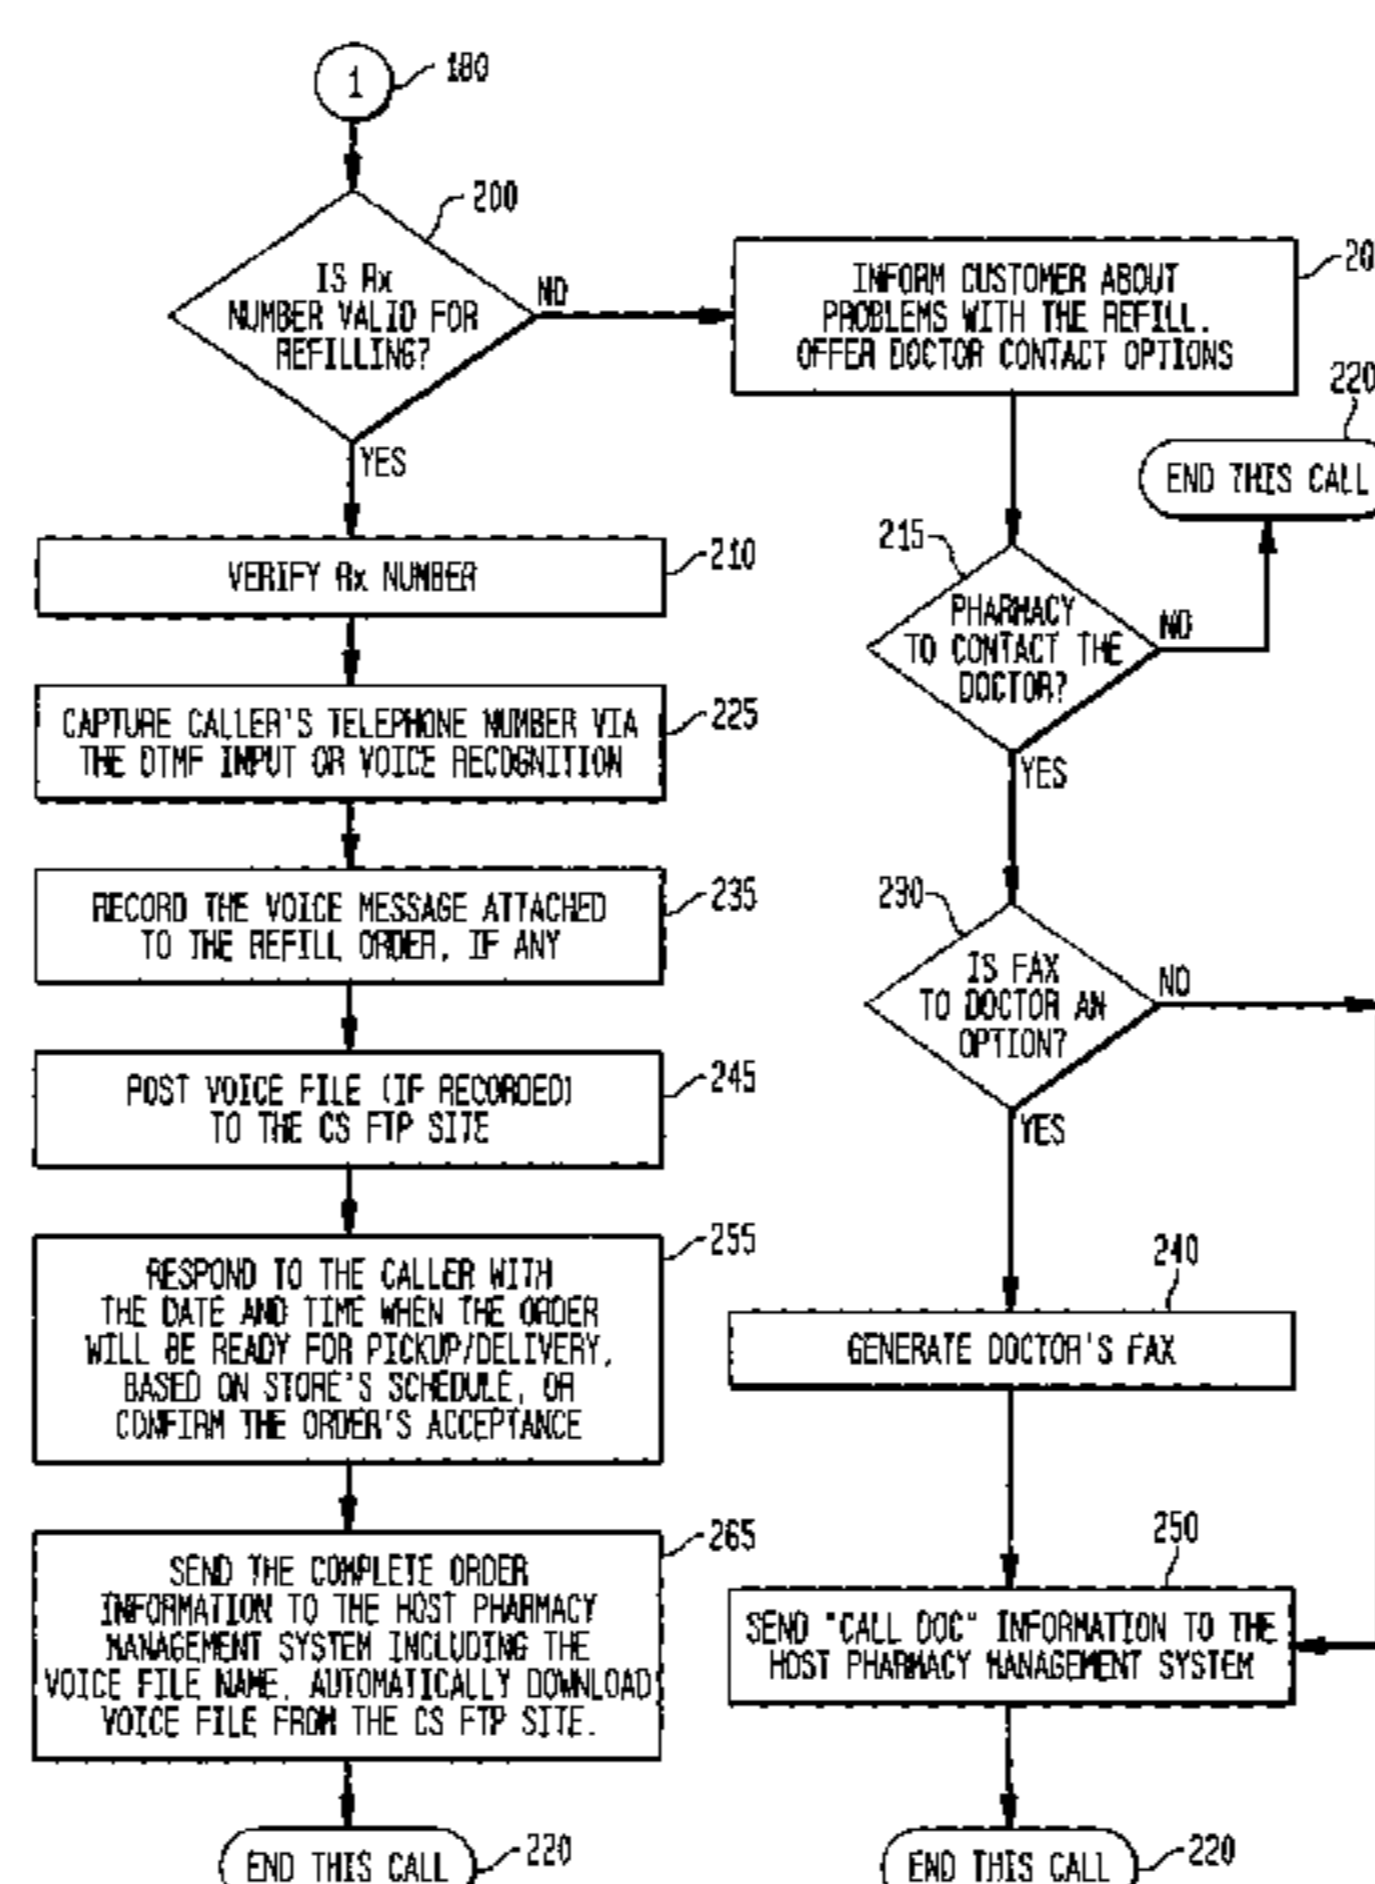 1
180
200
IS Rx
NUMBER VALID FOR
REFILLING?
NO
YES
INFORM CUSTOMER ABOUT
PROBLEMS WITH THE REFILL.
OFFER DOCTOR CONTACT OPTIONS
220
END THIS CALL
210
VERIFY Rx NUMBER
215
PHARMACY
TO CONTACT THE
DOCTOR?
NO
YES
225
CAPTURE CALLER'S TELEPHONE NUMBER VIA
THE DTMF INPUT OR VOICE RECOGNITION
235
RECORD THE VOICE MESSAGE ATTACHED
TO THE REFILL ORDER, IF ANY
230
IS FAX
TO DOCTOR AN
OPTION?
NO
YES
245
POST VOICE FILE (IF RECORDED)
TO THE CS FTP SITE
255
RESPOND TO THE CALLER WITH
THE DATE AND TIME WHEN THE ORDER
WILL BE READY FOR PICKUP/DELIVERY,
BASED ON STORE'S SCHEDULE, OR
CONFIRM THE ORDER'S ACCEPTANCE
240
GENERATE DOCTOR'S FAX
265
SEND THE COMPLETE ORDER
INFORMATION TO THE HOST PHARMACY
MANAGEMENT SYSTEM INCLUDING THE
VOICE FILE NAME. AUTOMATICALLY DOWNLOAD
VOICE FILE FROM THE CS FTP SITE.
250
SEND "CALL DOC" INFORMATION TO THE
HOST PHARMACY MANAGEMENT SYSTEM
END THIS CALL
220
END THIS CALL
220